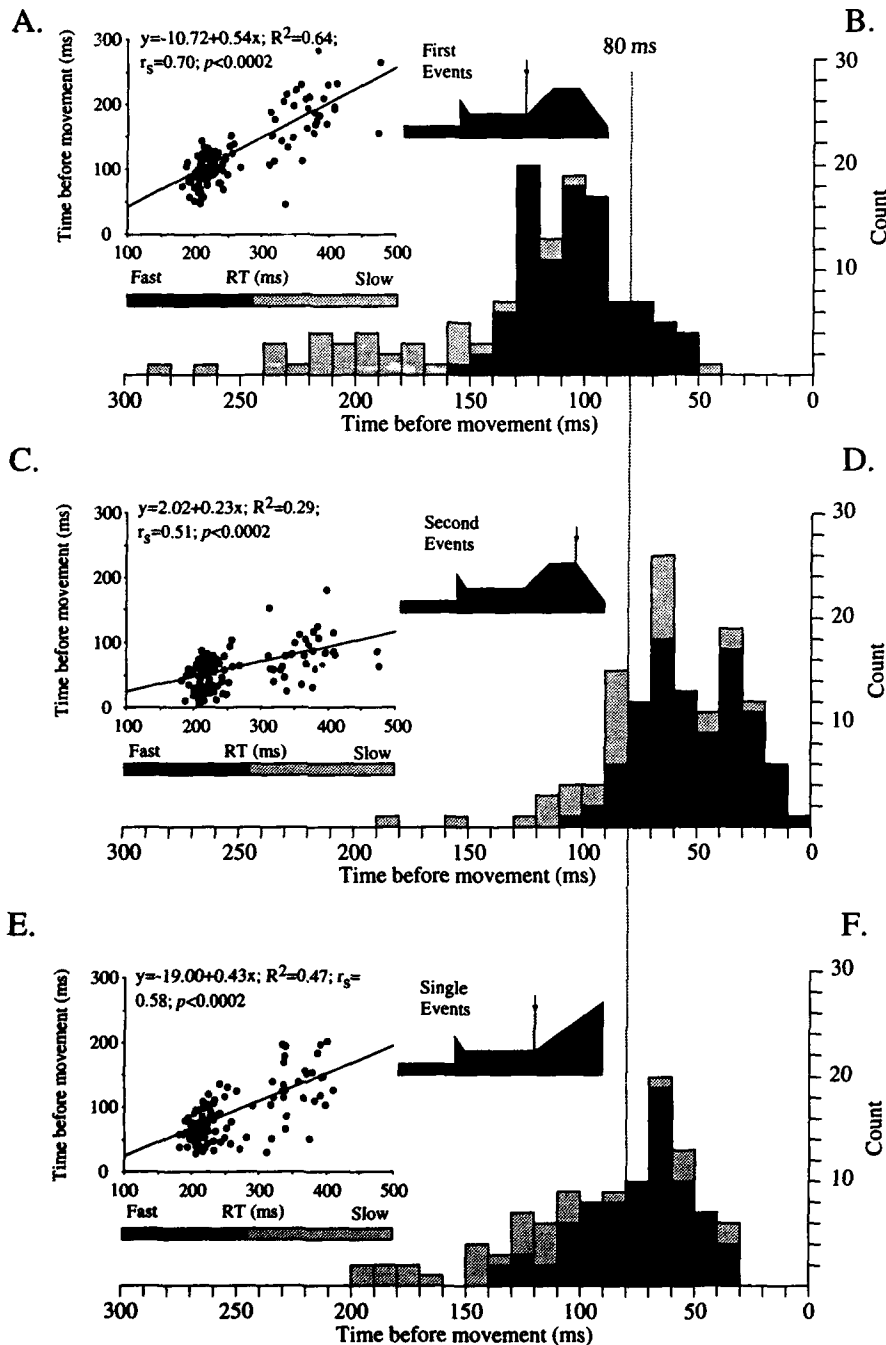 A.
B.
y=-10.72+0.54x; R2=0.64;
rs=0.70; p<0.0002
First
Events
80 ms
Time before movement (ms)
300
200
100
0
100 200 300 400 500
Fast RT (ms) Slow
30
20
10
Count
300 250 200 150 100 50 0
Time before movement (ms)
C.
D.
y=2.02+0.23x; R2=0.29;
rs=0.51; p<0.0002
Second
Events
Time before movement (ms)
300
200
100
0
100 200 300 400 500
Fast RT (ms) Slow
30
20
10
Count
300 250 200 150 100 50 0
Time before movement (ms)
E.
F.
y=-19.00+0.43x; R2=0.47; rs=
0.58; p<0.0002
Single
Events
Time before movement (ms)
300
200
100
0
100 200 300 400 500
Fast RT (ms) Slow
30
20
10
Count
300 250 200 150 100 50 0
Time before movement (ms)